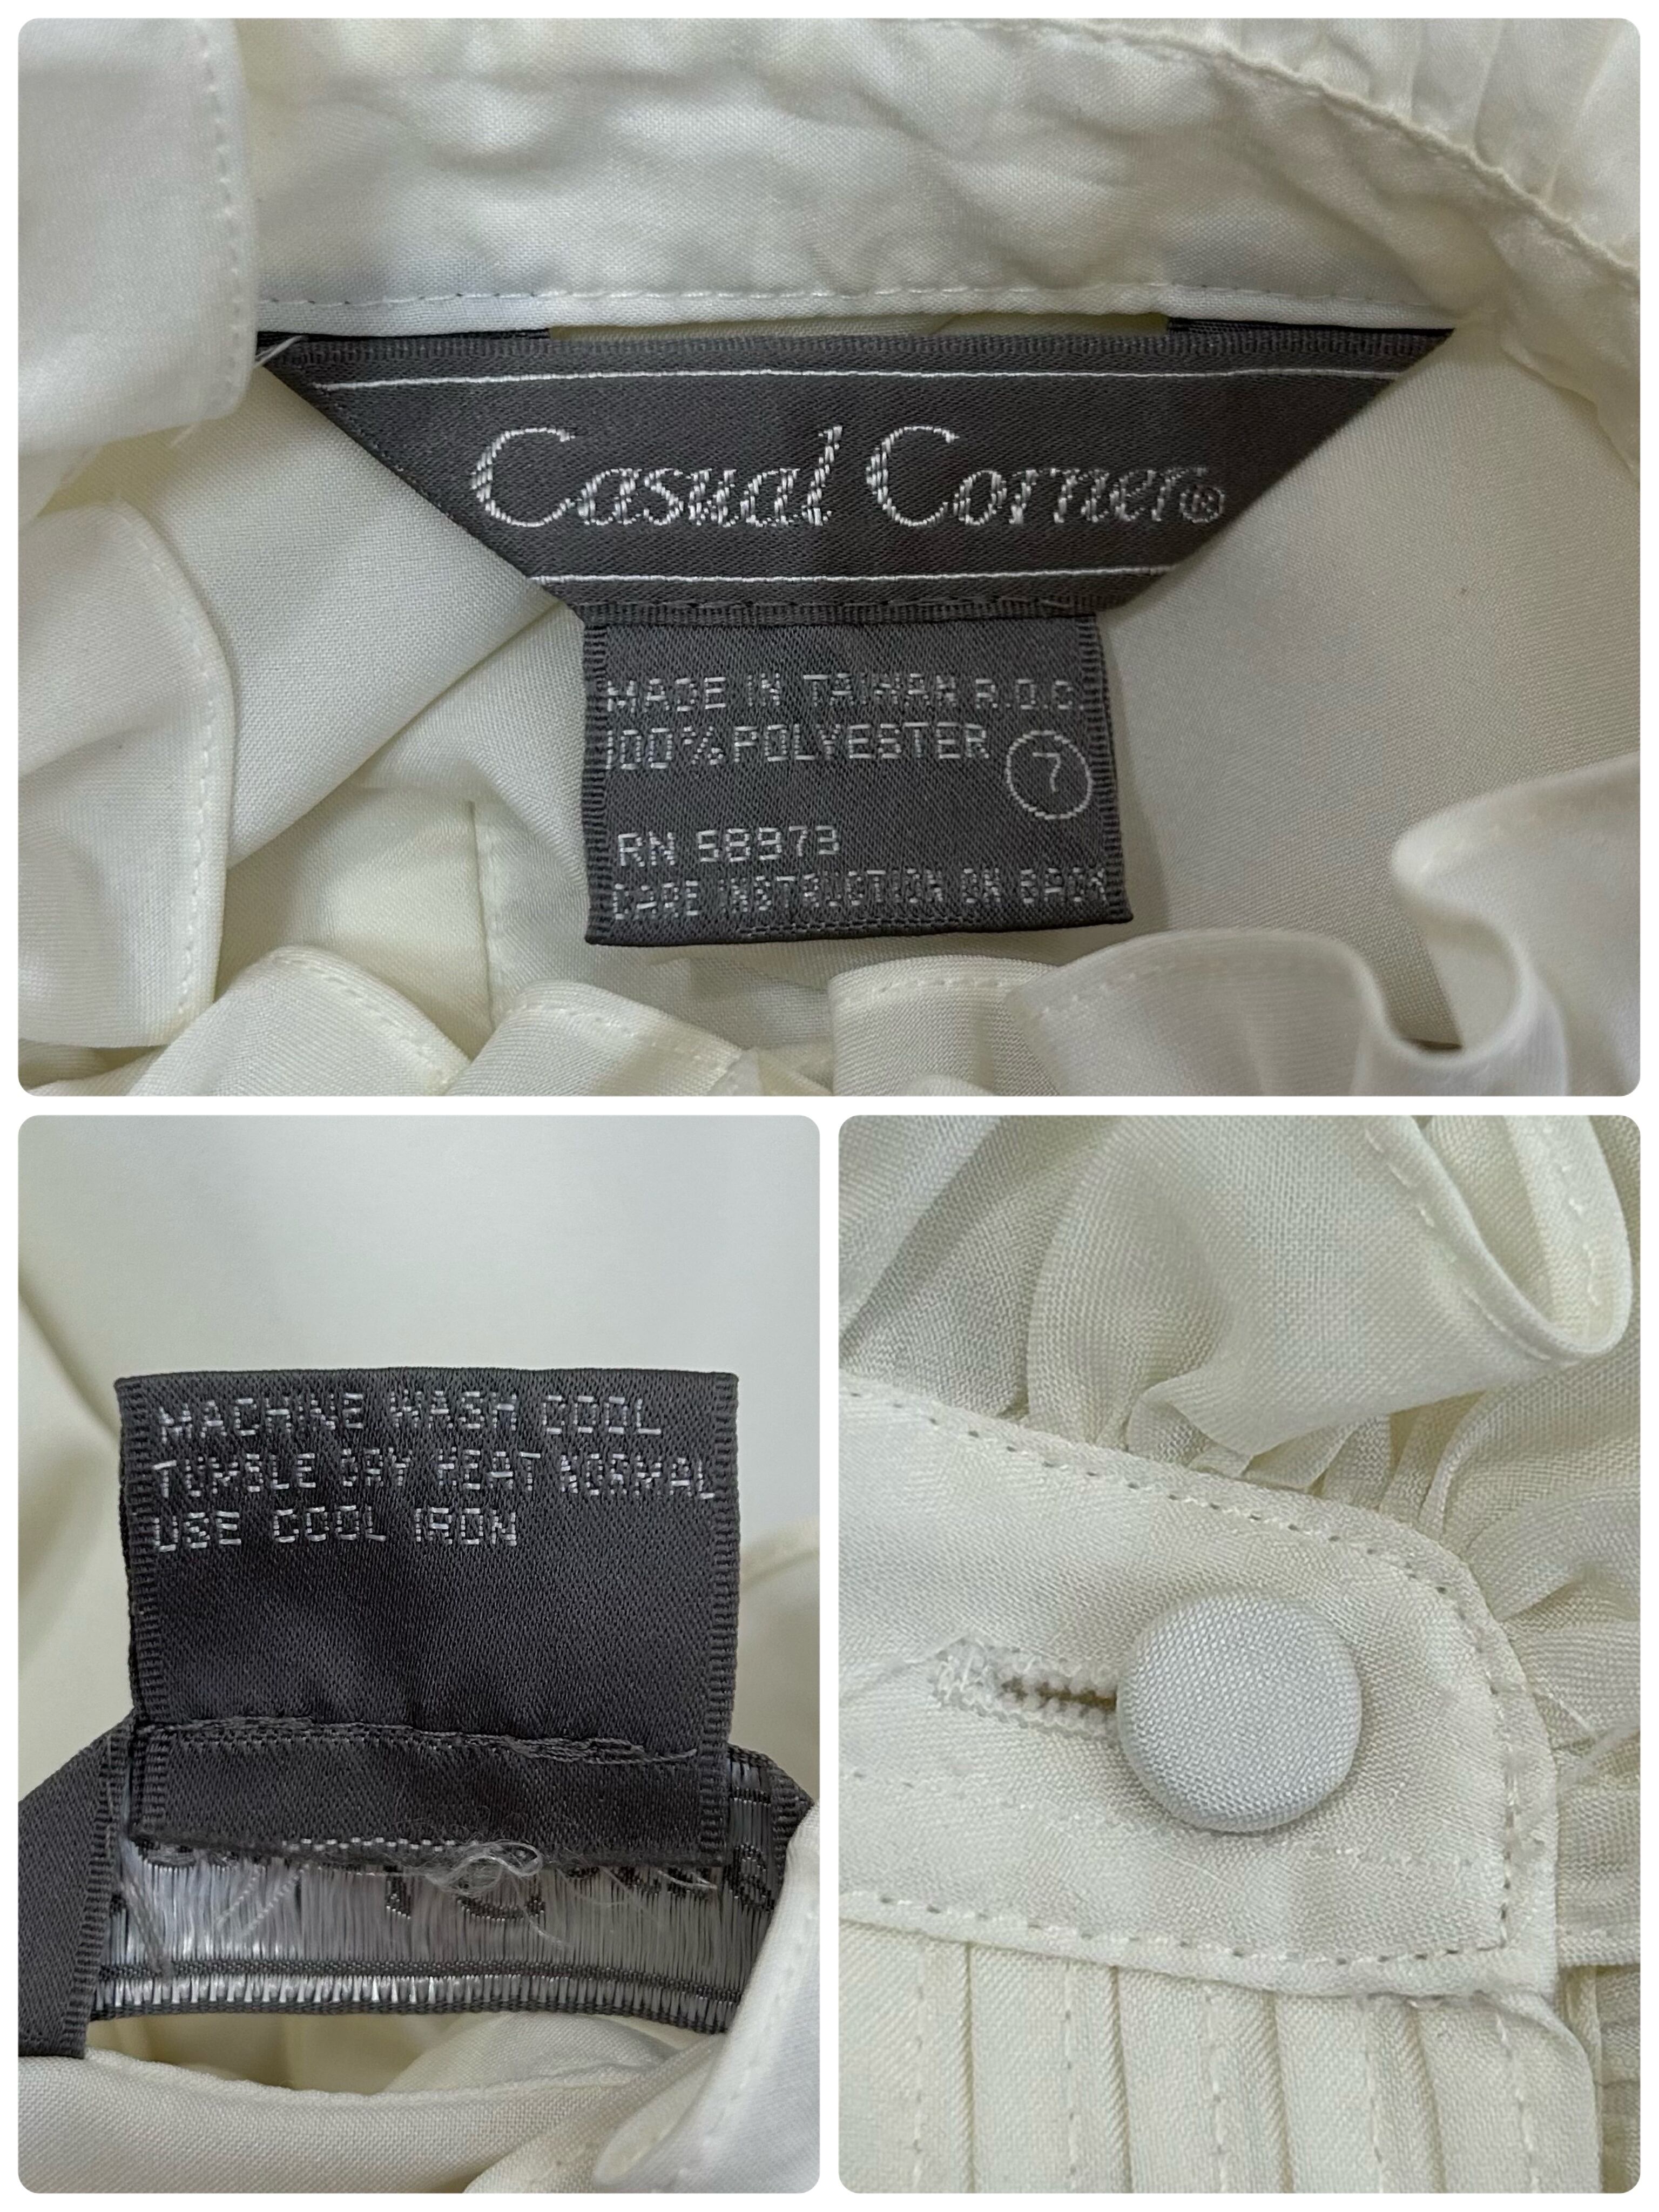 Casual Corner®
MADE IN TAIWAN R.O.C.
100% POLYESTER
7
RN 58973
CARE INSTRUCTION ON BACK
MACHINE WASH COOL
TUMBLE DRY HEAT NORMAL
USE COOL IRON